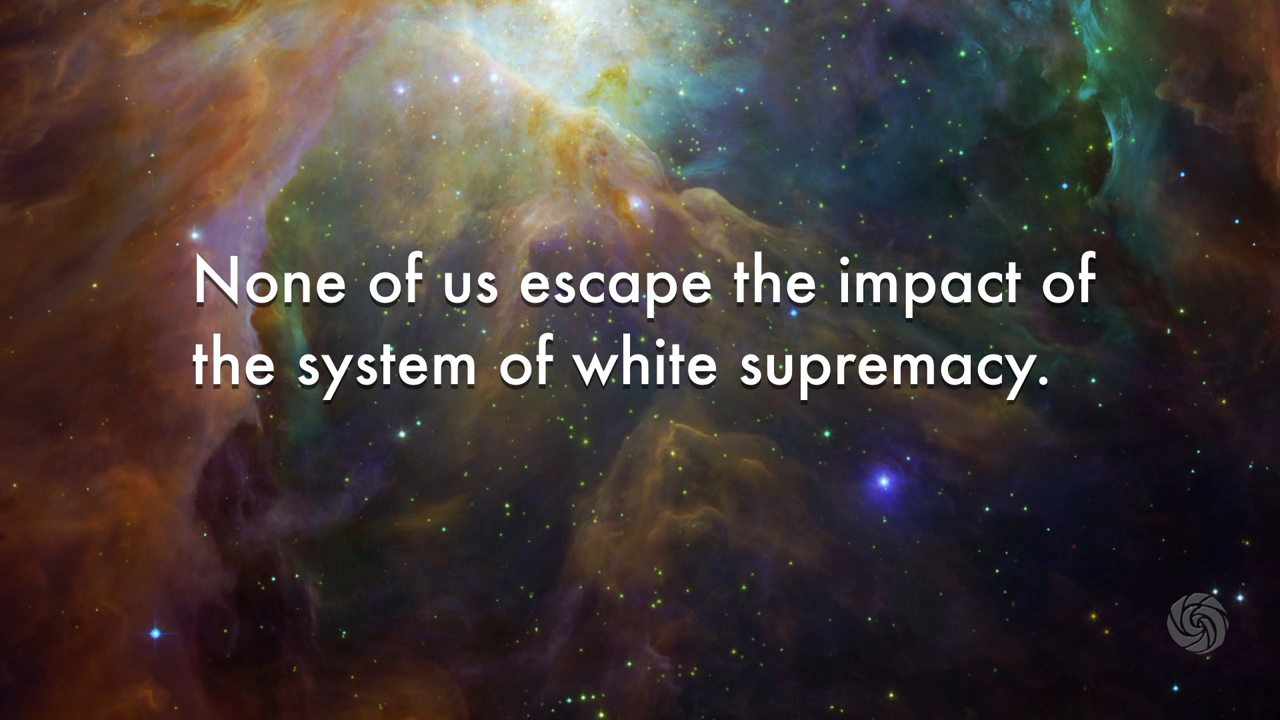 None of us escape the impact of
the system of white supremacy.